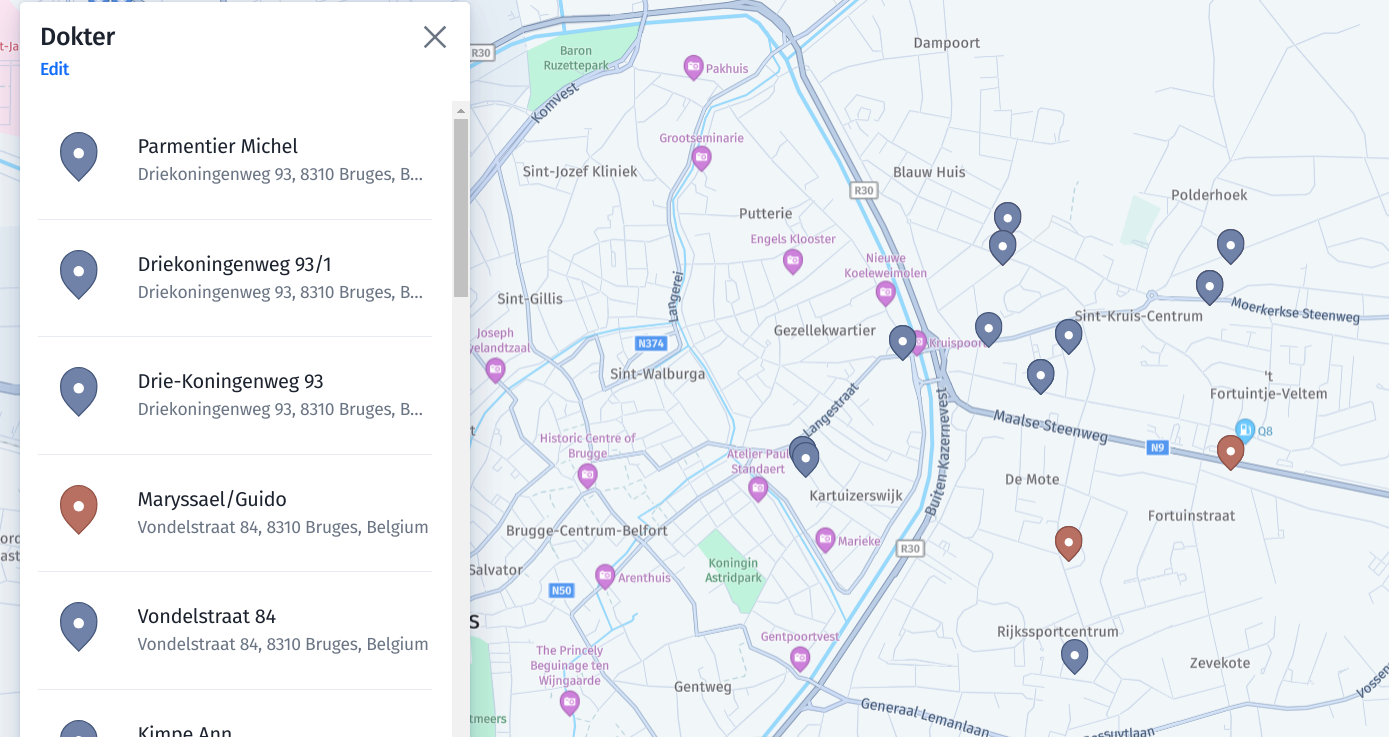 Dokter
Edit
Parmentier Michel
Driekoningenweg 93, 8310 Bruges, B...
Driekoningenweg 93/1
Driekoningenweg 93, 8310 Bruges, B...
Drie-Koningenweg 93
Driekoningenweg 93, 8310 Bruges, B...
Maryssael/Guido
Vondelstraat 84, 8310 Bruges, Belgium
Vondelstraat 84
Vondelstraat 84, 8310 Bruges, Belgium
Kimpe Ann
R30
Baron
Ruzettepark
Komvest
Pakhuis
Dampoort
Grootseminarie
Sint-Jozef Kliniek
Blauw Huis
R30
Polderhoek
Putterie
Engels Klooster
Nieuwe
Koeleweimolen
Sint-Gillis
Langerei
Moerkerkse Steenweg
Sint-Kruis-Centrum
Gezellekwartier
Kruispoort
Joseph
yelandtzaal
N374
Sint-Walburga
't
Fortuintje-Veltem
Langestraat
Buiten Kazernevest
Maalse Steenweg
N9
Q8
Historic Centre of
Brugge
Atelier Paul
Standaert
De Mote
Kartuizerswijk
Fortuinstraat
Brugge-Centrum-Belfort
Marieke
R30
Salvator
Koningin
Astridpark
Arenthuis
N50
S
Rijkssportcentrum
Gentpoortvest
The Princely
Beguinage ten
Wijngaarde
Zevekote
Gentweg
tmeers
Generaal Lemanlaan
Vossen